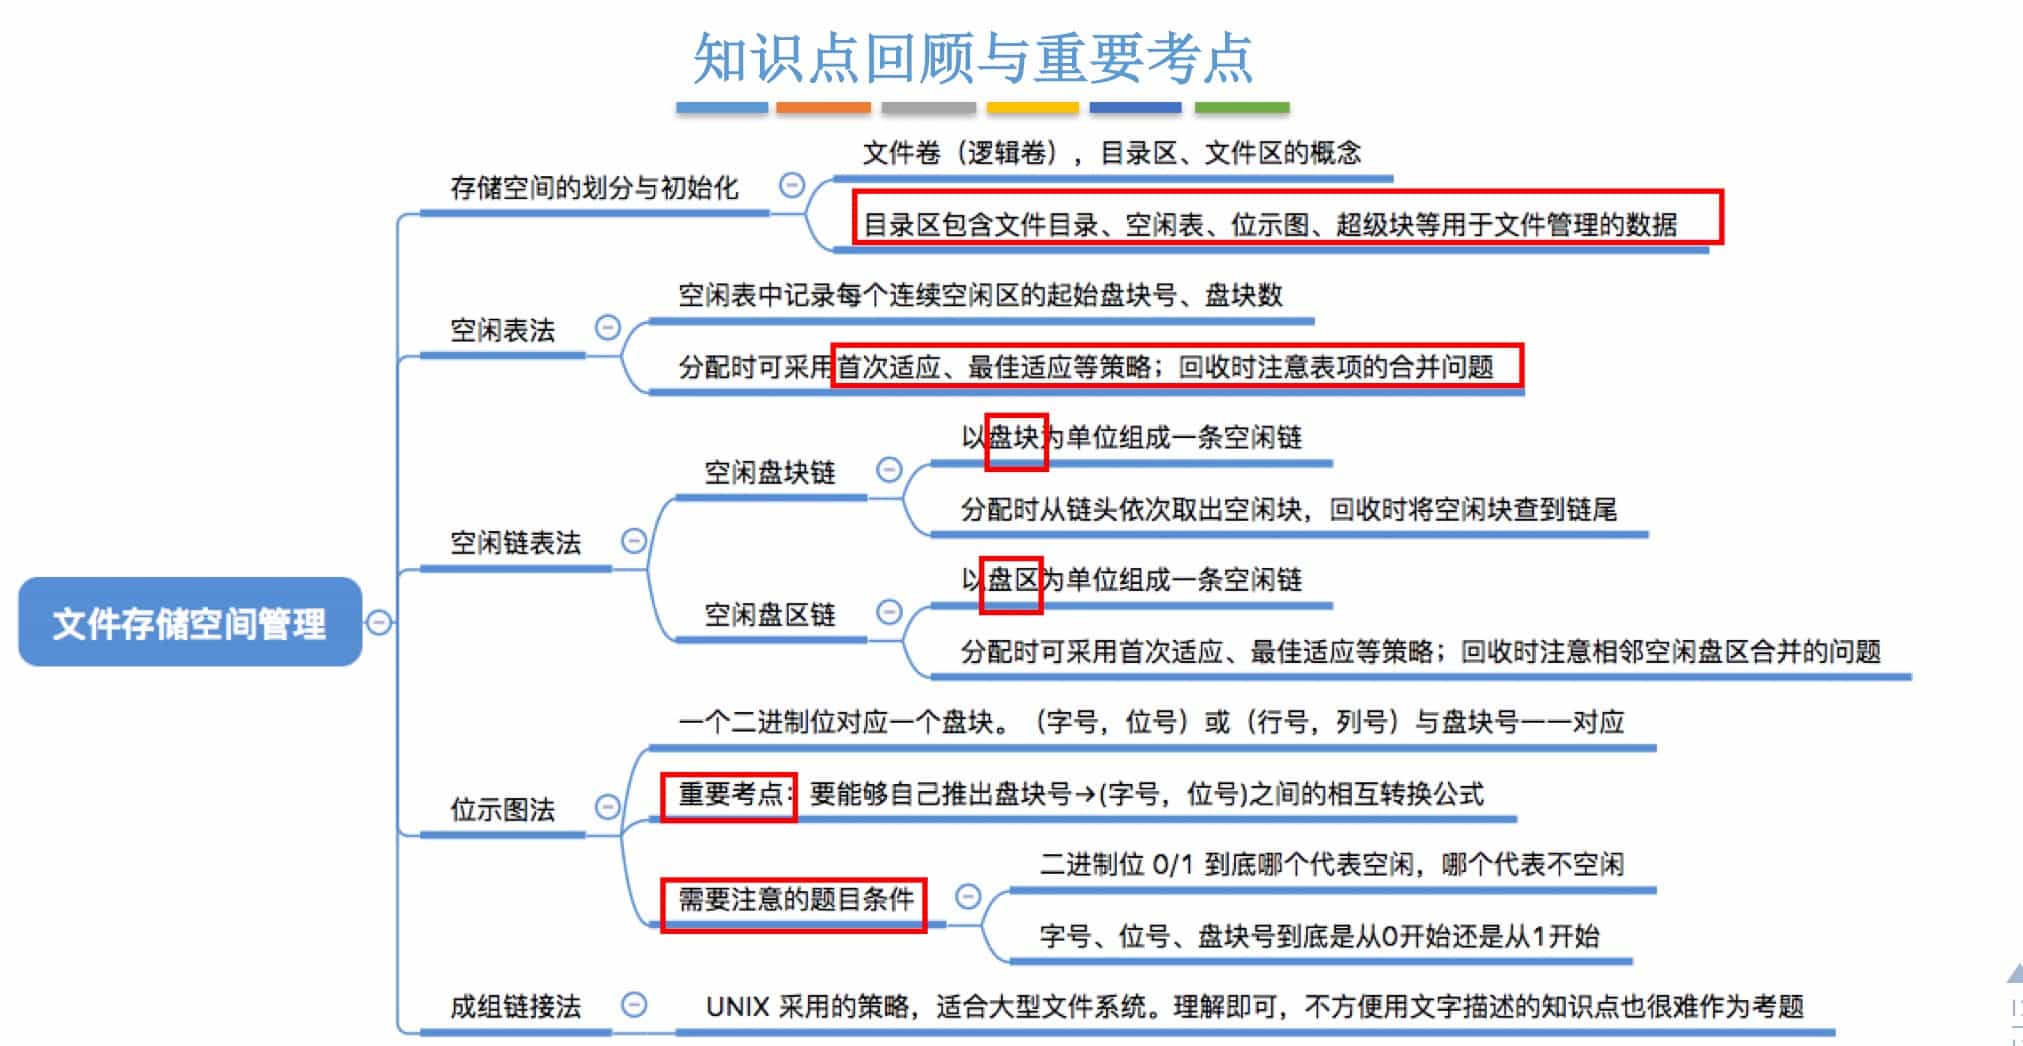 知识点回顾与重要考点
文件卷（逻辑卷），目录区、文件区的概念
存储空间的划分与初始化
目录区包含文件目录、空闲表、位示图、超级块等用于文件管理的数据
空闲表中记录每个连续空闲区的起始盘块号、盘块数
空闲表法
分配时可采用首次适应、最佳适应等策略；回收时注意表项的合并问题
以盘块为单位组成一条空闲链
空闲盘块链
分配时从链头依次取出空闲块，回收时将空闲块查到链尾
空闲链表法
以盘区为单位组成一条空闲链
空闲盘区链
分配时可采用首次适应、最佳适应等策略；回收时注意相邻空闲盘区合并的问题
文件存储空间管理
一个二进制位对应一个盘块。（字号，位号）或（行号，列号）与盘块号一一对应
重要考点：要能够自己推出盘块号→(字号，位号)之间的相互转换公式
位示图法
二进制位 0/1 到底哪个代表空闲，哪个代表不空闲
需要注意的题目条件
字号、位号、盘块号到底是从0开始还是从1开始
成组链接法
UNIX 采用的策略，适合大型文件系统。理解即可，不方便用文字描述的知识点也很难作为考题